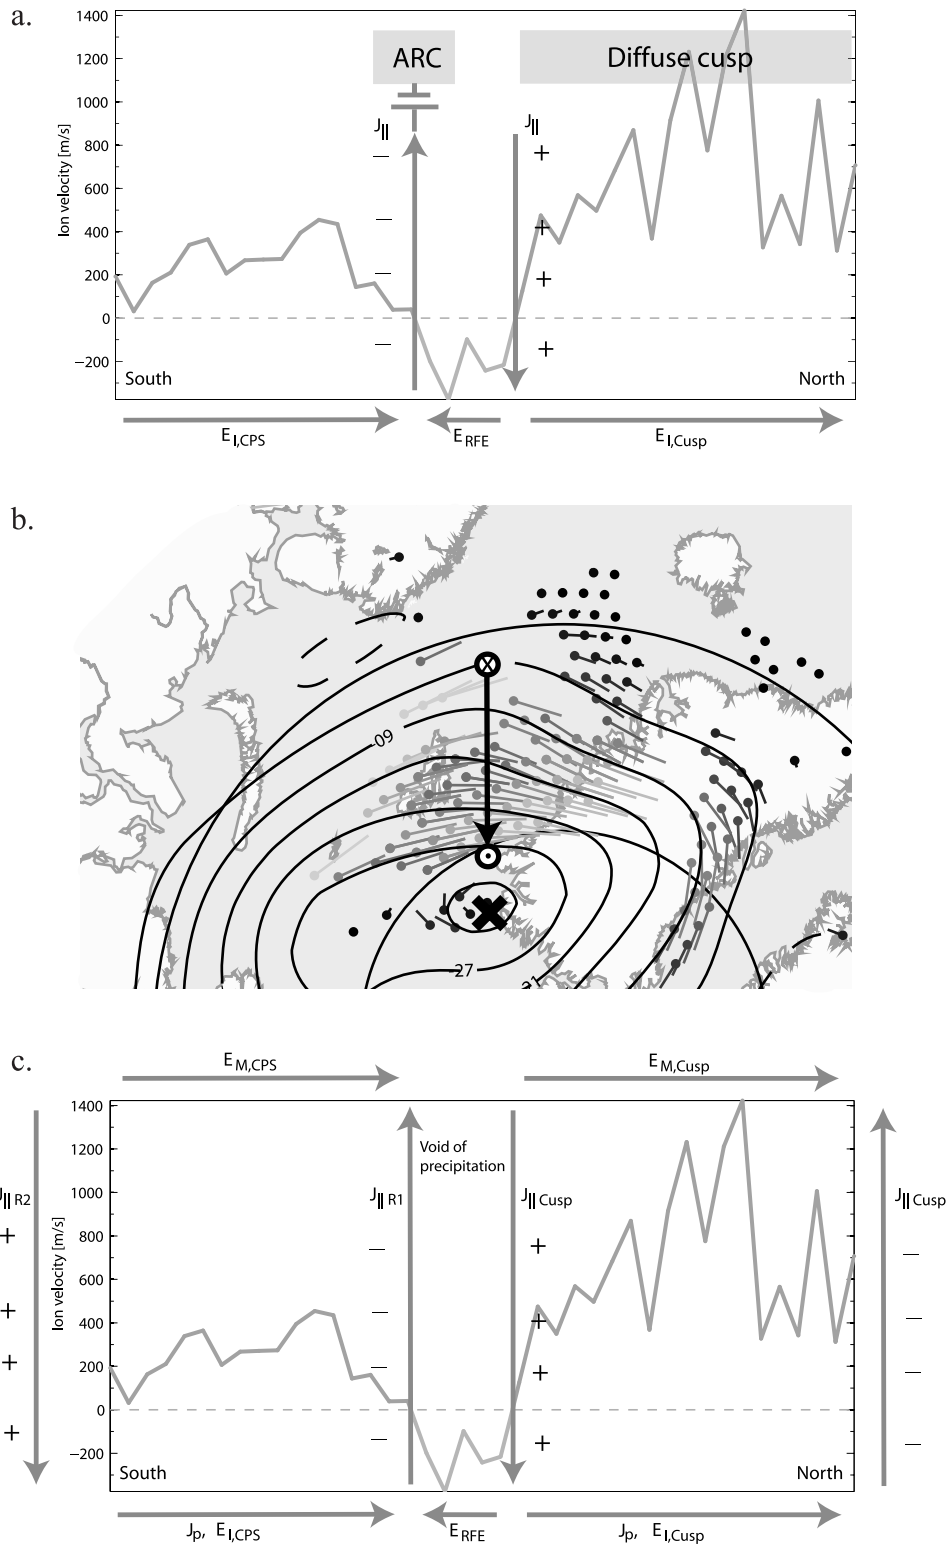 a.
1400
1200
1000
800
600
400
200
0
−200
Ion velocity [m/s]
ARC
Diffuse cusp
J||
J||
South
North
E I,CPS
E RFE
E I,Cusp
b.
X
-09
-27
c.
E M,CPS
E M,Cusp
1400
1200
1000
800
600
400
200
0
−200
Ion velocity [m/s]
Void of
precipitation
J|| R2
J|| R1
J|| Cusp
J|| Cusp
South
North
Jp, E I,CPS
E RFE
Jp, E I,Cusp